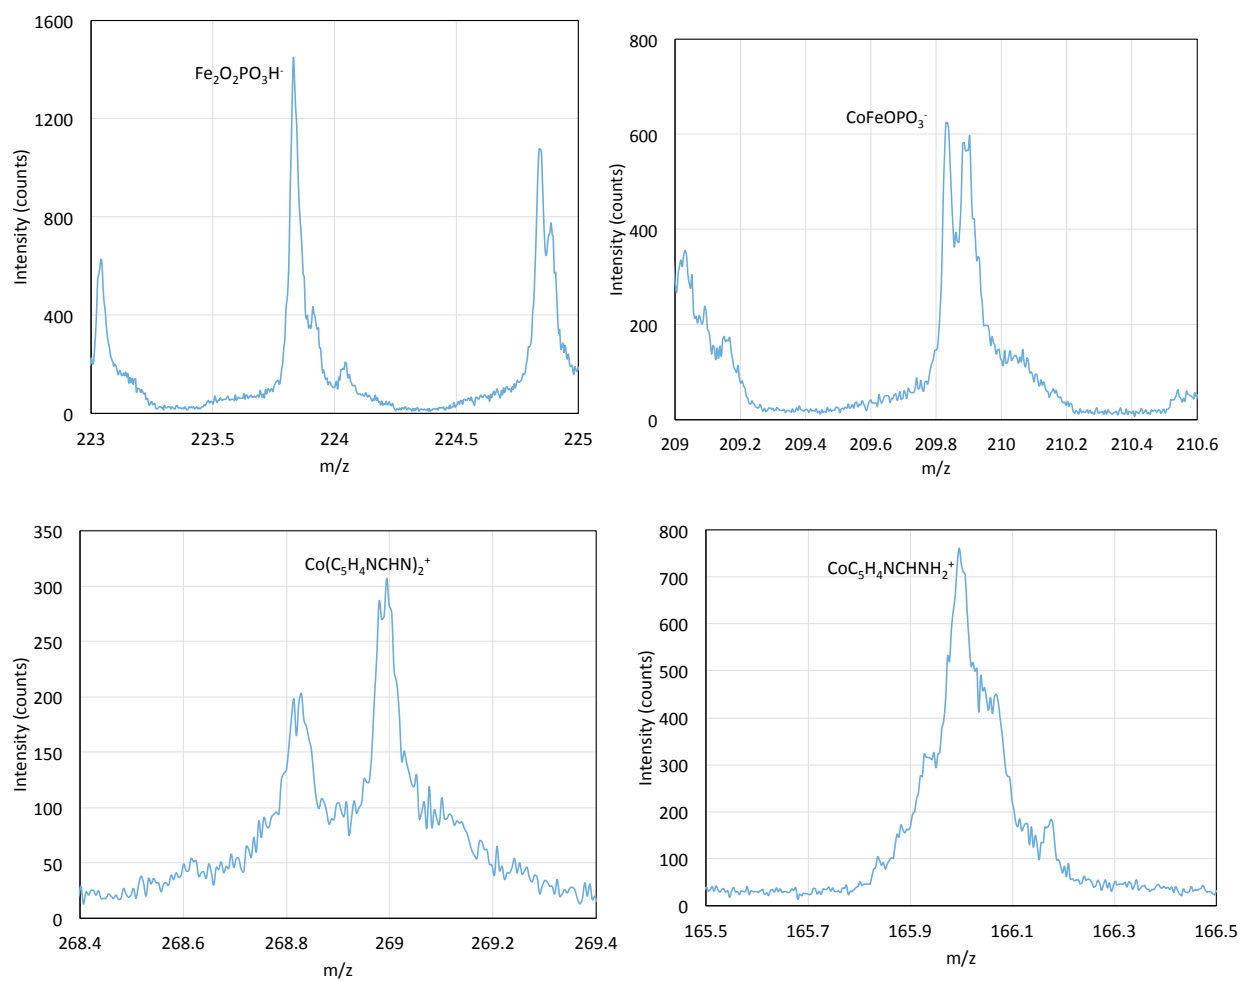 1600
1200
800
400
0
Intensity (counts)
Fe₂O₂PO₃H⁻
223 223.5 224 224.5 225
m/z
800
600
400
200
0
Intensity (counts)
CoFeOPO₃⁻
209 209.2 209.4 209.6 209.8 210 210.2 210.4 210.6
m/z
350
300
250
200
150
100
50
0
Intensity (counts)
Co(C₅H₄NCHN)₂⁺
268.4 268.6 268.8 269 269.2 269.4
m/z
800
700
600
500
400
300
200
100
0
Intensity (counts)
CoC₅H₄NCHNH₂⁺
165.5 165.7 165.9 166.1 166.3 166.5
m/z